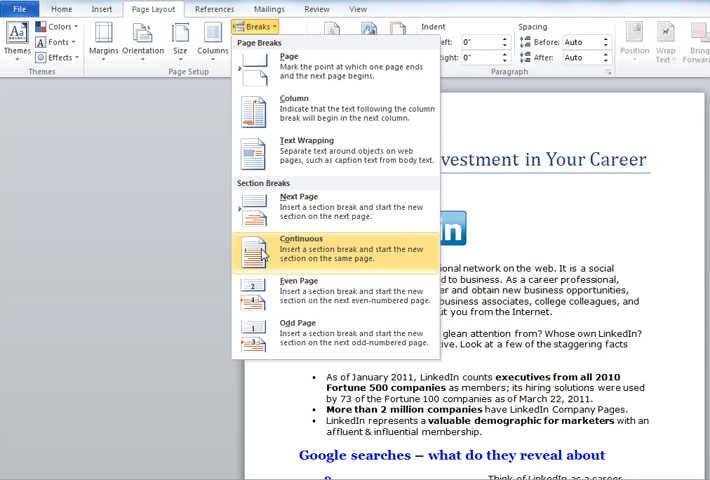 File Home Insert Page Layout References Mailings Review View
Aa Colors Breaks Indent Spacing
Fonts Left: 0" Before: Auto
Effects Right: 0" After: Auto
Themes Margins Orientation Size Columns Position Wrap Text Bring Forward
Themes Page Setup Paragraph
Page Breaks
Page
Mark the point at which one page ends
and the next page begins.
Column
Indicate that the text following the column
break will begin in the next column.
Text Wrapping
Separate text around objects on web
pages, such as caption text from body text.
Section Breaks
Next Page
Insert a section break and start the new
section on the next page.
Continuous
Insert a section break and start the new
section on the same page.
Even Page
Insert a section break and start the new
section on the next even-numbered page.
Odd Page
Insert a section break and start the new
section on the next odd-numbered page.
vestment in Your Career
in
onal network on the web. It is a social
d to business. As a career professional,
er and obtain new business opportunities,
business associates, college colleagues, and
ut you from the Internet.
glean attention from? Whose own LinkedIn?
tive. Look at a few of the staggering facts
• As of January 2011, LinkedIn counts executives from all 2010
Fortune 500 companies as members; its hiring solutions were used
by 73 of the Fortune 100 companies as of March 22, 2011.
• More than 2 million companies have LinkedIn Company Pages.
• LinkedIn represents a valuable demographic for marketers with an
affluent & influential membership.
Google searches – what do they reveal about
Think of LinkedIn as a career